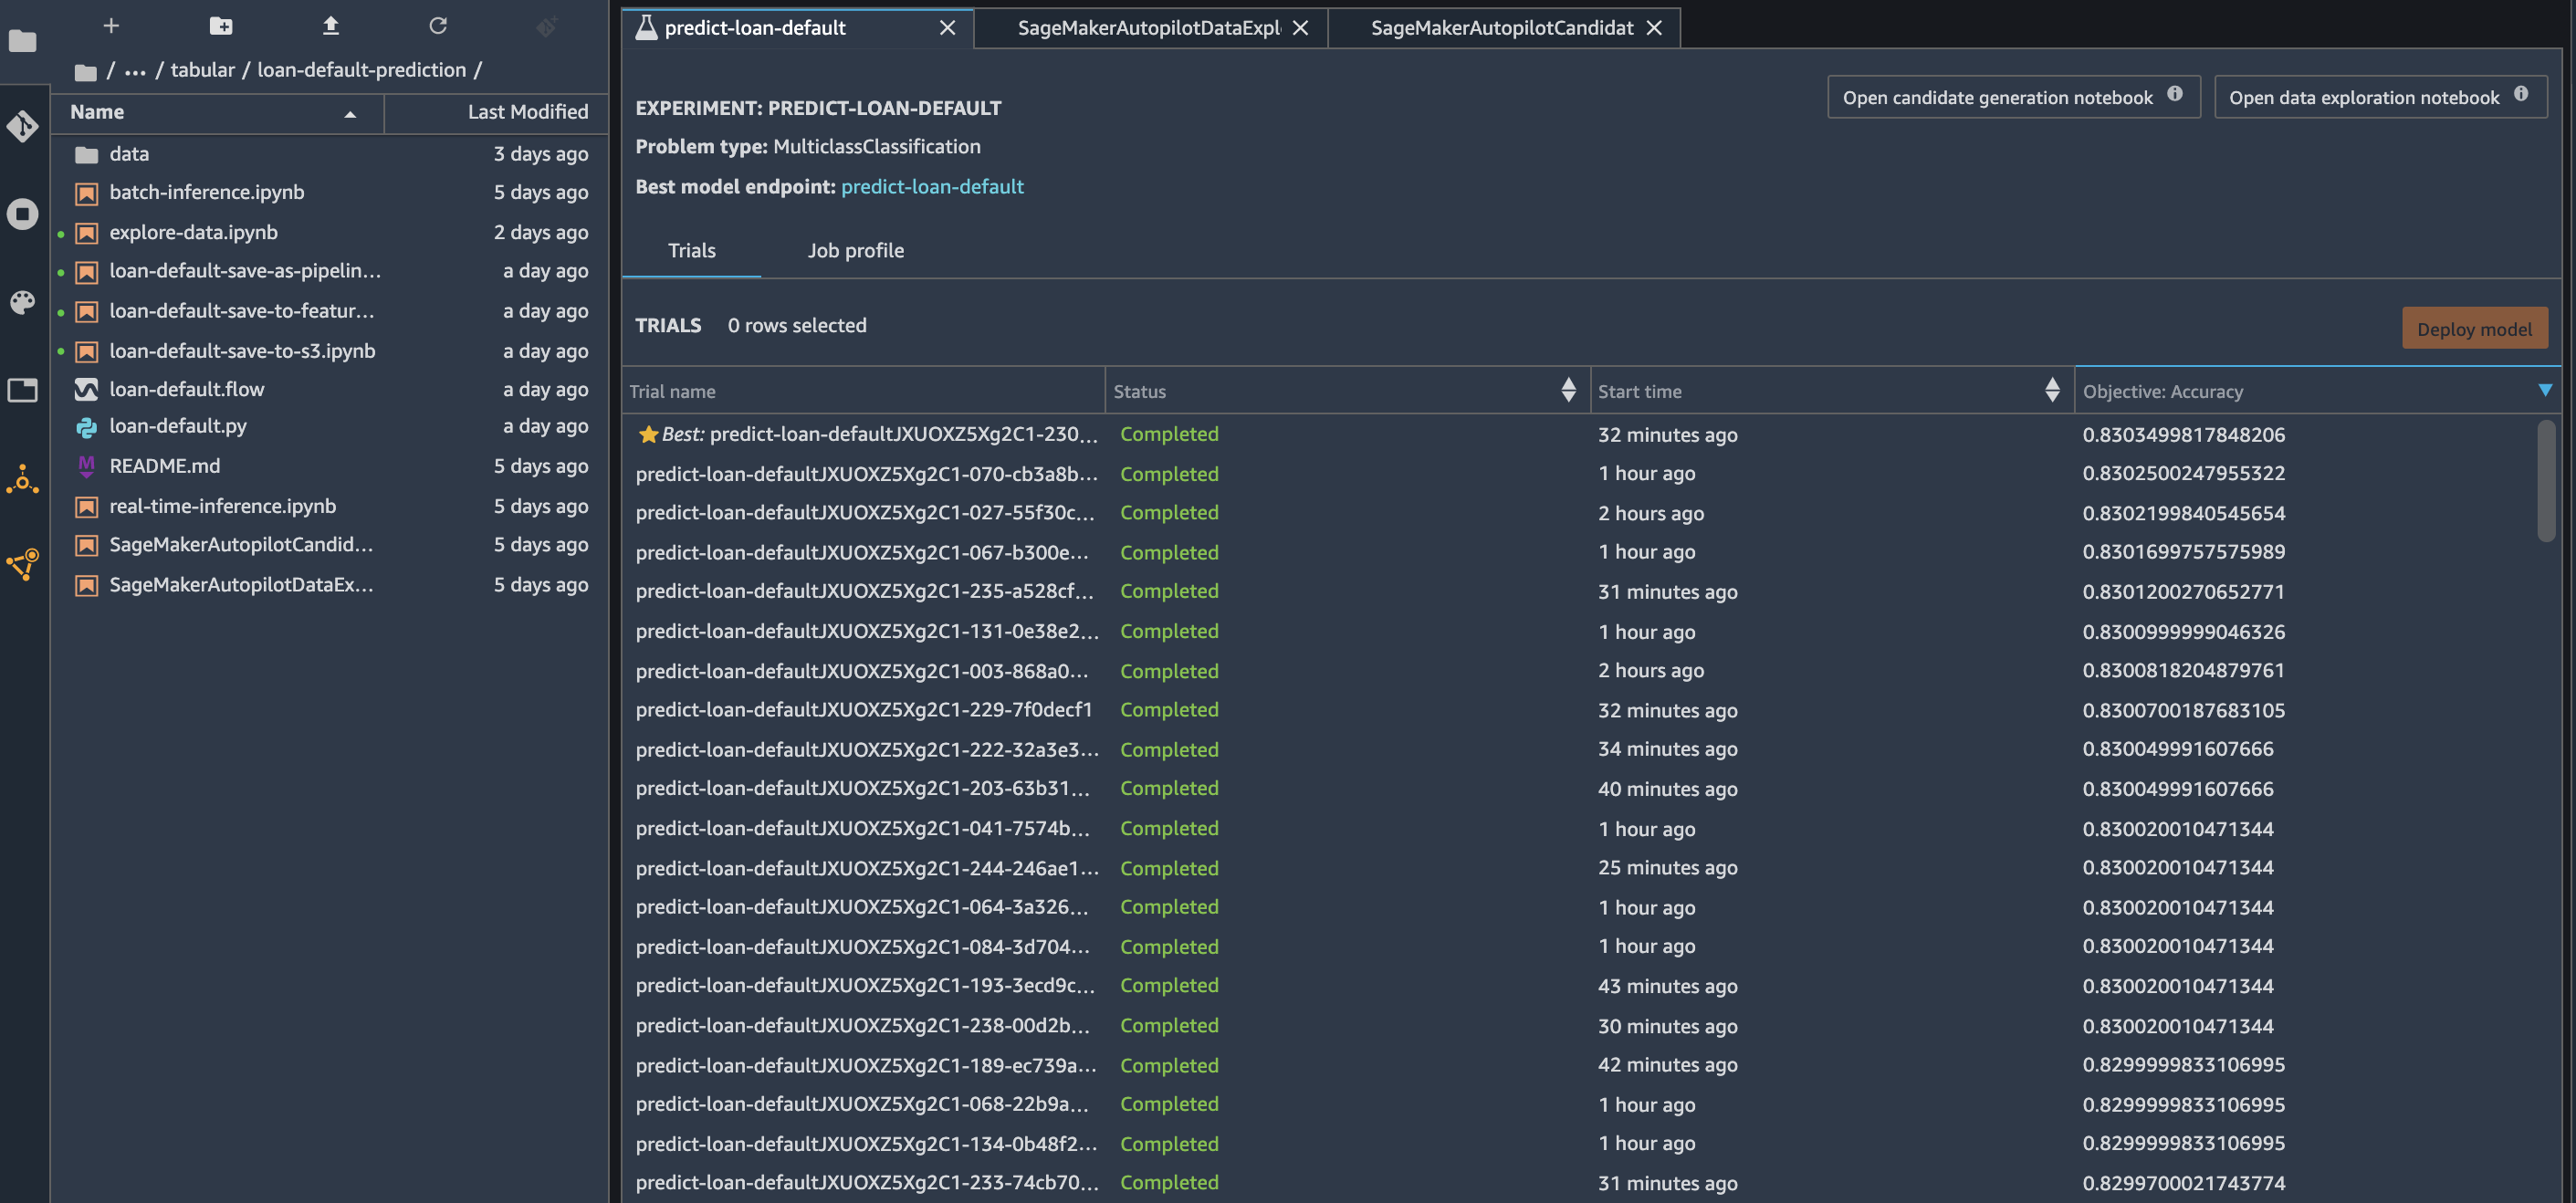 predict-loan-default
SageMakerAutopilotDataExpl
SageMakerAutopilotCandidat
/ ... / tabular / loan-default-prediction /
Name Last Modified
data 3 days ago
batch-inference.ipynb 5 days ago
explore-data.ipynb 2 days ago
loan-default-save-as-pipelin... a day ago
loan-default-save-to-featur... a day ago
loan-default-save-to-s3.ipynb a day ago
loan-default.flow a day ago
loan-default.py a day ago
README.md 5 days ago
real-time-inference.ipynb 5 days ago
SageMakerAutopilotCandid... 5 days ago
SageMakerAutopilotDataEx... 5 days ago
Open candidate generation notebook
Open data exploration notebook
EXPERIMENT: PREDICT-LOAN-DEFAULT
Problem type: MulticlassClassification
Best model endpoint: predict-loan-default
Trials Job profile
TRIALS 0 rows selected
Deploy model
Trial name Status Start time Objective: Accuracy
Best: predict-loan-defaultJXUOXZ5Xg2C1-230... Completed 32 minutes ago 0.8303499817848206
predict-loan-defaultJXUOXZ5Xg2C1-070-cb3a8b... Completed 1 hour ago 0.8302500247955322
predict-loan-defaultJXUOXZ5Xg2C1-027-55f30c... Completed 2 hours ago 0.8302199840545654
predict-loan-defaultJXUOXZ5Xg2C1-067-b300e... Completed 1 hour ago 0.8301699757575989
predict-loan-defaultJXUOXZ5Xg2C1-235-a528cf... Completed 31 minutes ago 0.8301200270652771
predict-loan-defaultJXUOXZ5Xg2C1-131-0e38e2... Completed 1 hour ago 0.8300999999046326
predict-loan-defaultJXUOXZ5Xg2C1-003-868a0... Completed 2 hours ago 0.8300818204879761
predict-loan-defaultJXUOXZ5Xg2C1-229-7f0decf1 Completed 32 minutes ago 0.8300700187683105
predict-loan-defaultJXUOXZ5Xg2C1-222-32a3e3... Completed 34 minutes ago 0.830049991607666
predict-loan-defaultJXUOXZ5Xg2C1-203-63b31... Completed 40 minutes ago 0.830049991607666
predict-loan-defaultJXUOXZ5Xg2C1-041-7574b... Completed 1 hour ago 0.830020010471344
predict-loan-defaultJXUOXZ5Xg2C1-244-246ae1... Completed 25 minutes ago 0.830020010471344
predict-loan-defaultJXUOXZ5Xg2C1-064-3a326... Completed 1 hour ago 0.830020010471344
predict-loan-defaultJXUOXZ5Xg2C1-084-3d704... Completed 1 hour ago 0.830020010471344
predict-loan-defaultJXUOXZ5Xg2C1-193-3ecd9c... Completed 43 minutes ago 0.830020010471344
predict-loan-defaultJXUOXZ5Xg2C1-238-00d2b... Completed 30 minutes ago 0.830020010471344
predict-loan-defaultJXUOXZ5Xg2C1-189-ec739a... Completed 42 minutes ago 0.8299999833106995
predict-loan-defaultJXUOXZ5Xg2C1-068-22b9a... Completed 1 hour ago 0.8299999833106995
predict-loan-defaultJXUOXZ5Xg2C1-134-0b48f2... Completed 1 hour ago 0.8299999833106995
predict-loan-defaultJXUOXZ5Xg2C1-233-74cb70... Completed 31 minutes ago 0.8299700021743774